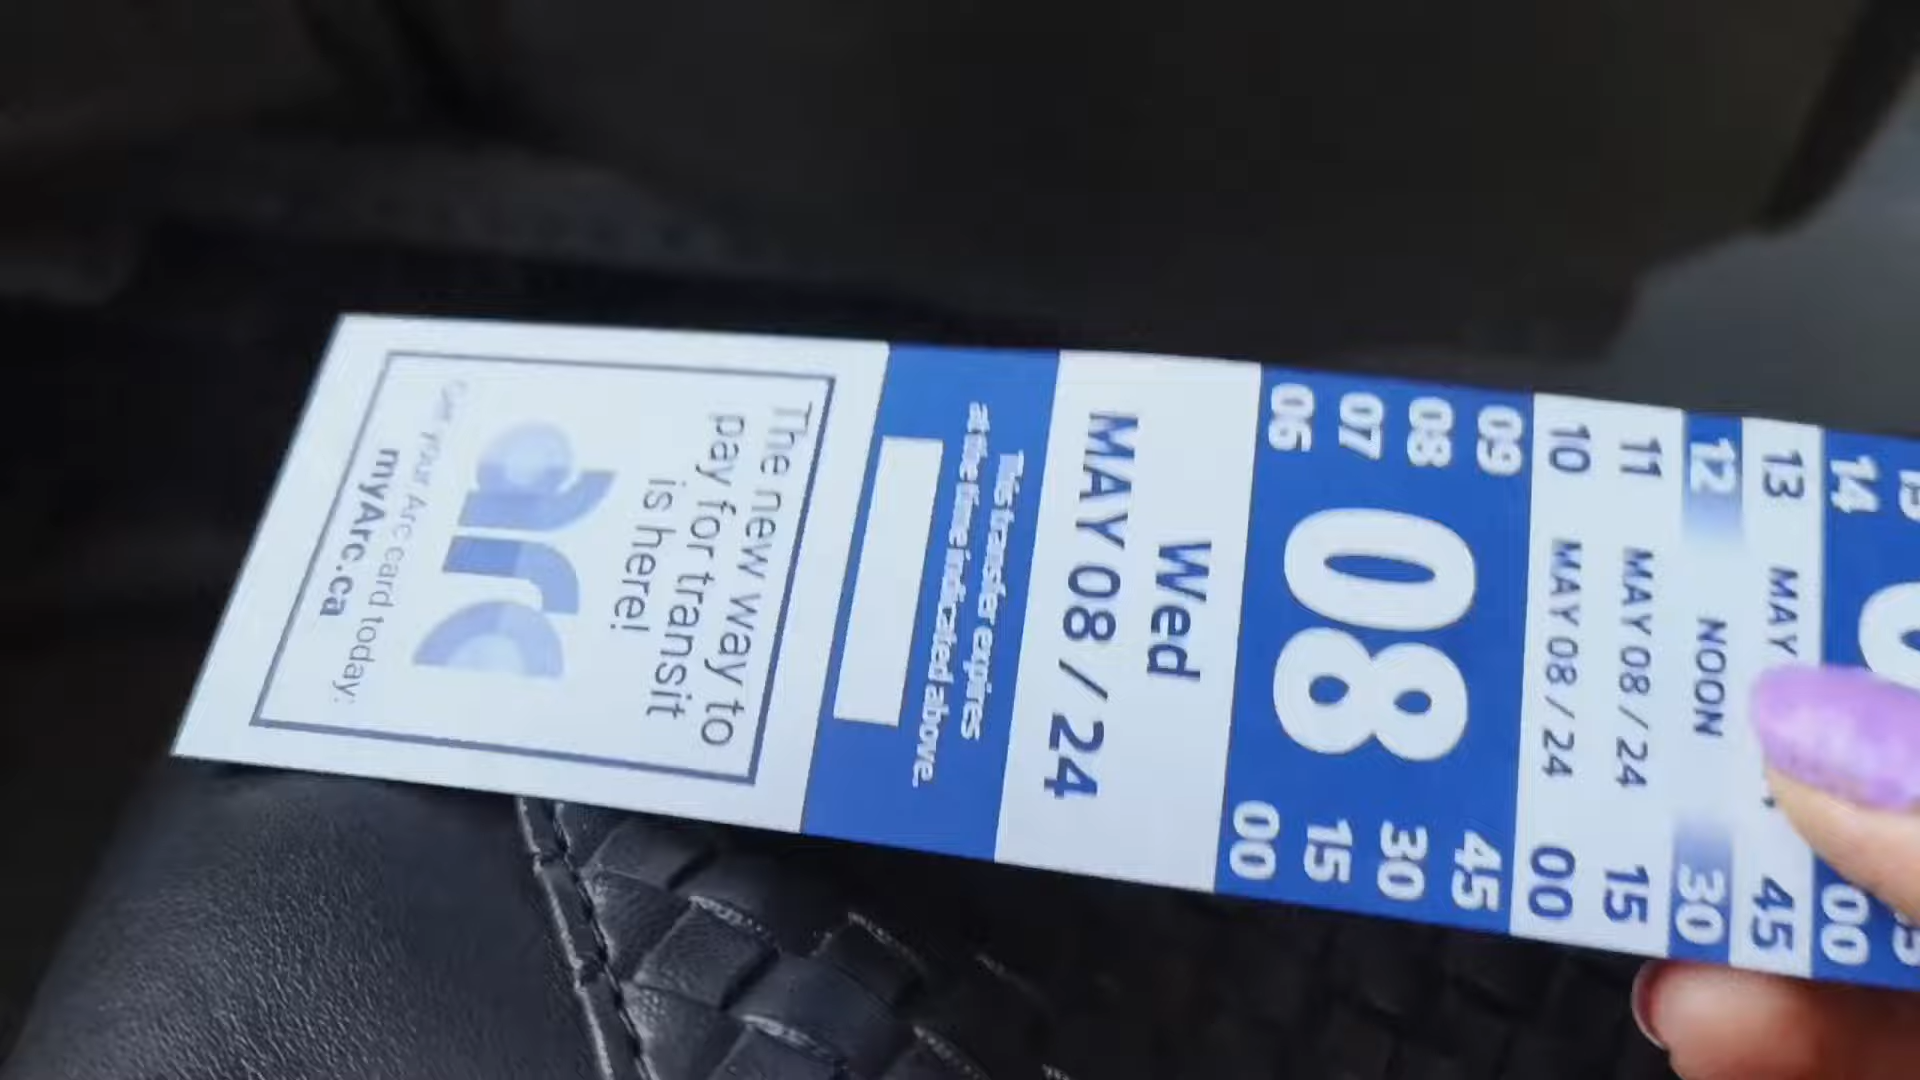 The new way to
pay for transit
is here!
arc
Get your Arc card today:
myArc.ca
This transfer expires
at the time indicated above.
Wed
MAY 08 / 24
09 45
08 30
07 15
06 00
08
14 00
13 MAY 45
12 NOON 30
11 MAY 08 / 24 15
10 MAY 08 / 24 00